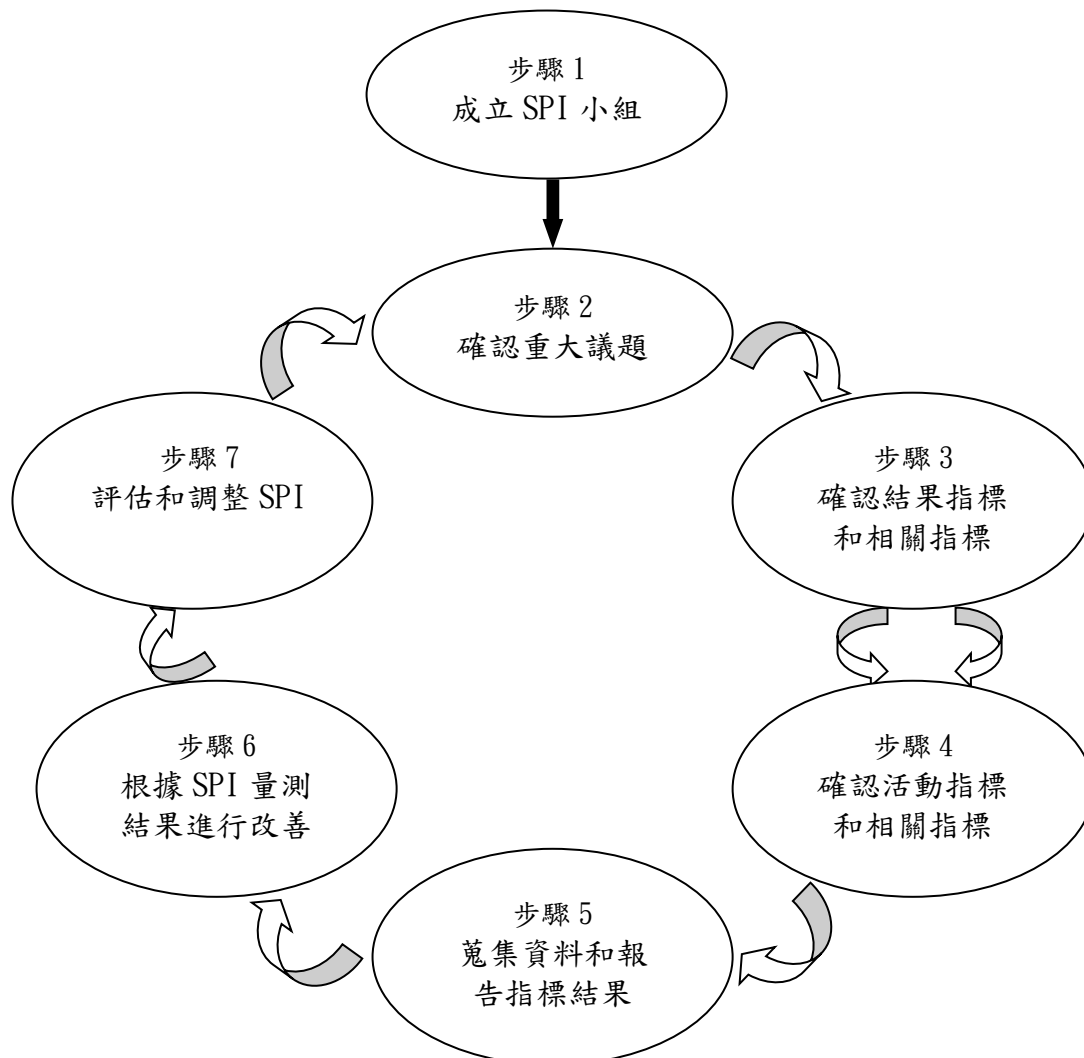 步驟 1
成立 SPI 小組
步驟 2
確認重大議題
步驟 3
確認結果指標
和相關指標
步驟 4
確認活動指標
和相關指標
步驟 5
蒐集資料和報
告指標結果
步驟 6
根據 SPI 量測
結果進行改善
步驟 7
評估和調整 SPI